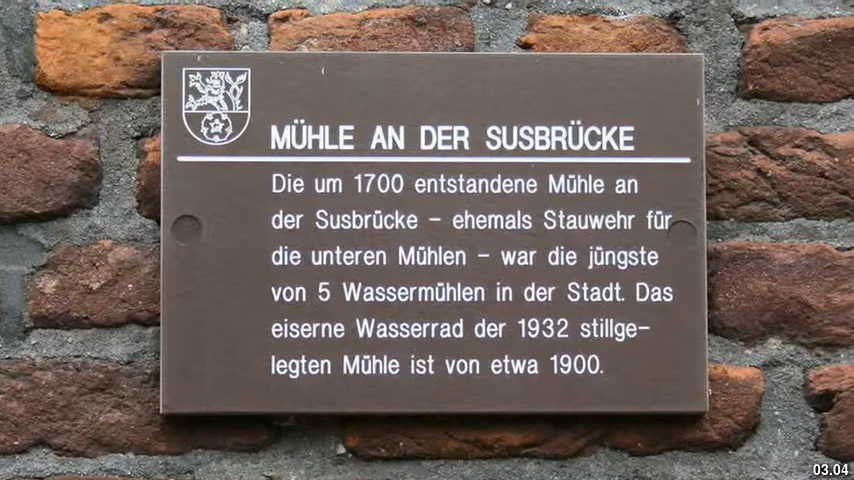 MÜHLE AN DER SUSBRÜCKE
Die um 1700 entstandene Mühle an
der Susbrücke – ehemals Stauwehr für
die unteren Mühlen – war die jüngste
von 5 Wassermühlen in der Stadt. Das
eiserne Wasserrad der 1932 stillge–
legten Mühle ist von etwa 1900.
03.04